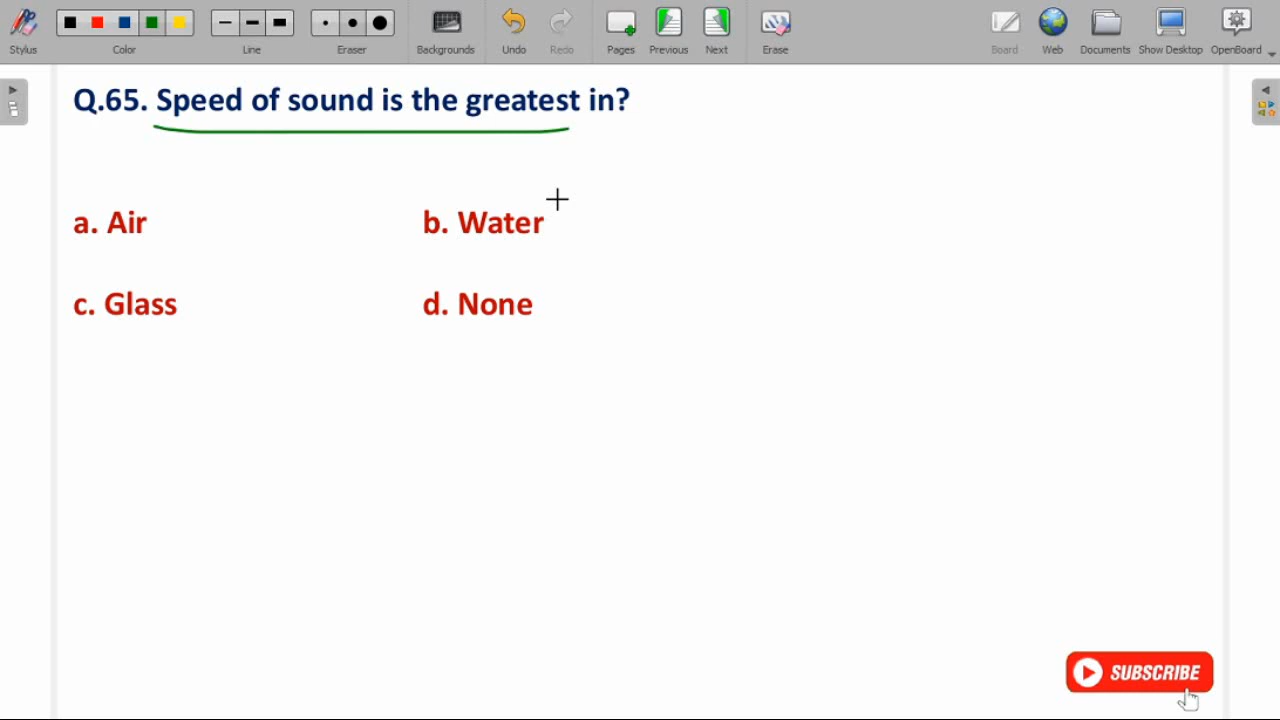 Stylus Color Line Eraser Backgrounds Undo Redo Pages Previous Next Erase Board Web Documents Show Desktop OpenBoard
Q.65. Speed of sound is the greatest in?
a. Air b. Water
c. Glass d. None
SUBSCRIBE